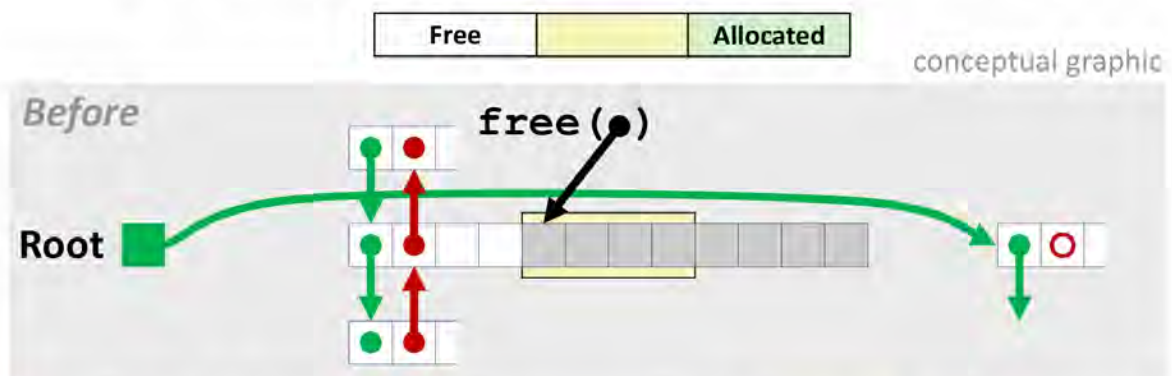 Free Allocated
conceptual graphic
Before
free( )
Root